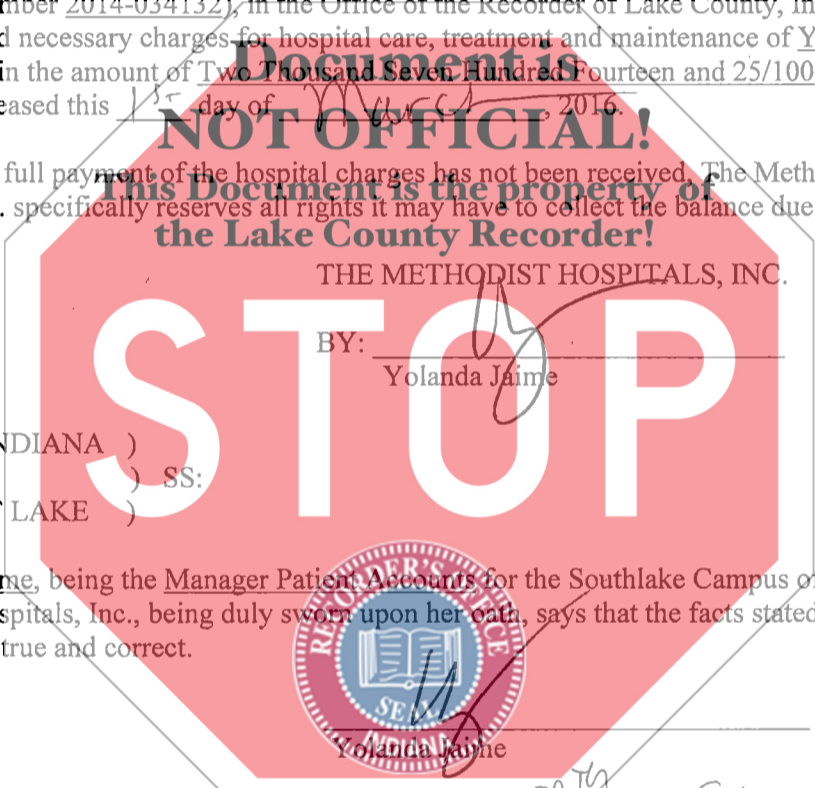 mber 2014-034132), in the Office of the Recorder of Lake County, In
d necessary charges for hospital care, treatment and maintenance of Y
in the amount of Two Thousand Seven Hundred Fourteen and 25/100
Document is
eased this 1st day of March, 2016.
NOT OFFICIAL!
full payment of the hospital charges has not been received, The Meth
This Document is the property of
. specifically reserves all rights it may have to collect the balance due
the Lake County Recorder!
THE METHODIST HOSPITALS, INC.
STOP
BY:
Yolanda Jaime
NDIANA )
) SS:
LAKE )
me, being the Manager Patient Accounts for the Southlake Campus of
spitals, Inc., being duly sworn upon her oath, says that the facts stated
true and correct.
RECORDER'S OFFICE
SEAL
INDIANA
Yolanda Jaime